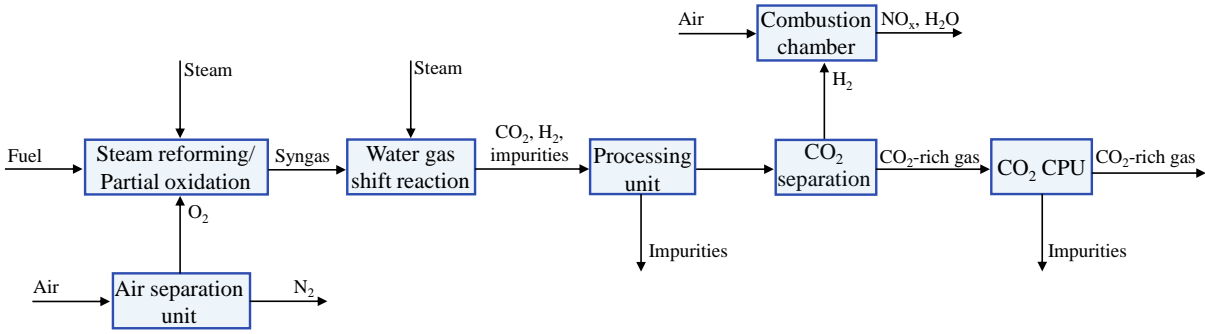 Air
Combustion
chamber
NOₓ, H₂O
H₂
Steam
Steam
Fuel
Steam reforming/
Partial oxidation
Syngas
Water gas
shift reaction
CO₂, H₂,
impurities
Processing
unit
CO₂
separation
CO₂-rich gas
CO₂ CPU
CO₂-rich gas
O₂
Impurities
Impurities
Air
Air separation
unit
N₂